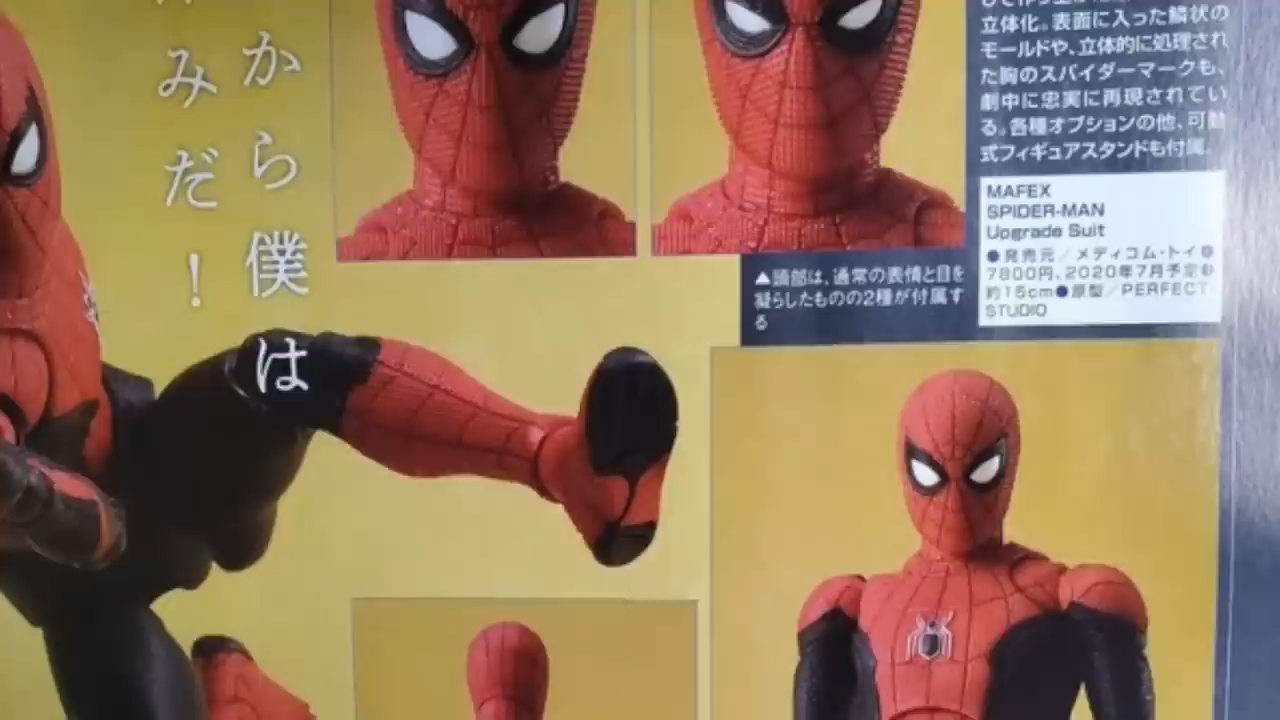 から僕は
みだ！
立体化。表面に入った鱗状の
モールドや、立体的に処理され
た胸のスパイダーマークも、
劇中に忠実に再現されてい
る。各種オプションの他、可動
式フィギュアスタンドも付属。
MAFEX
SPIDER-MAN
Upgrade Suit
●発売元／メディコム・トイ●
7800円、2020年7月予定●
約15cm●原型／PERFECT-
STUDIO
▲頭部は、通常の表情と目を
凝らしたものの2種が付属す
る